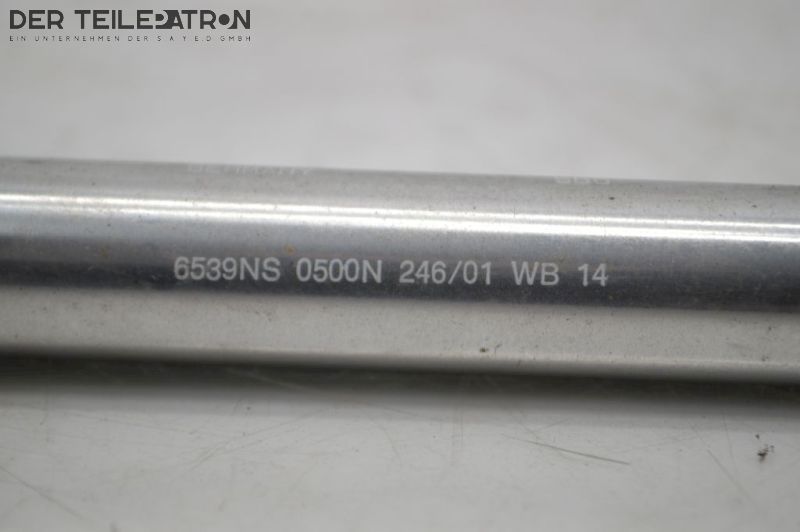 DER TEILEPATRON
EIN UNTERNEHMEN DER S A Y E D GMBH
6539NS 0500N 246/01 WB 14